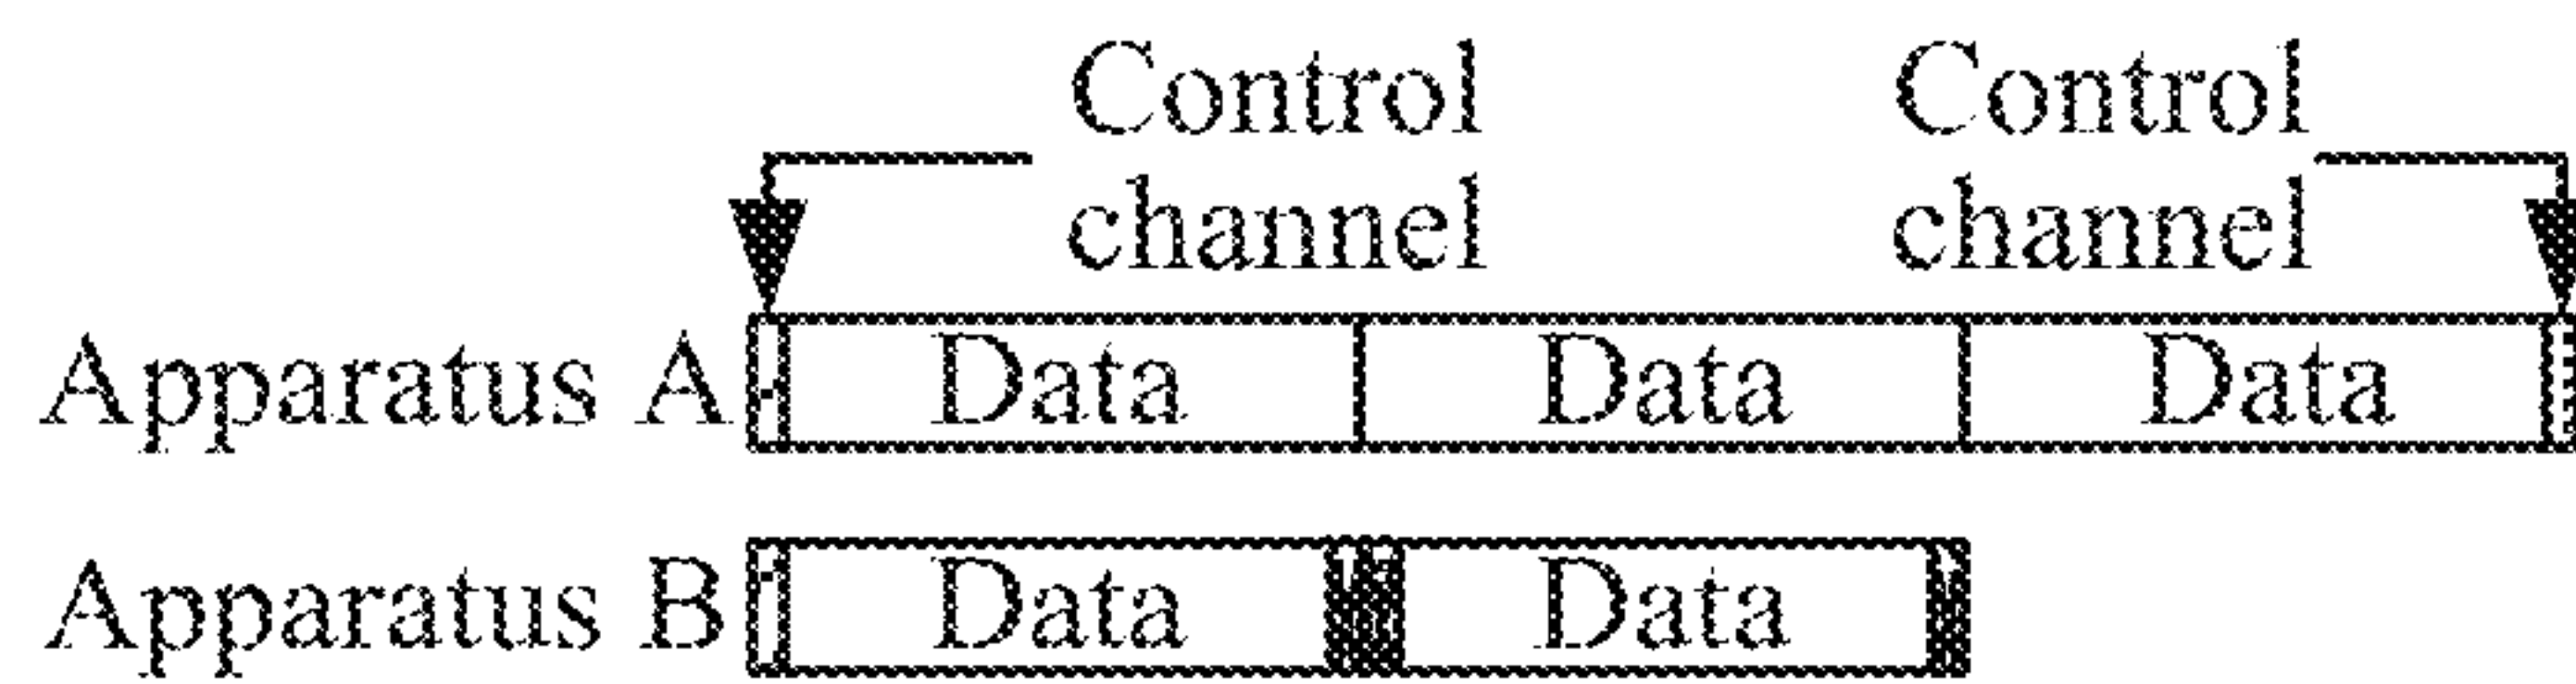 Control Control
channel channel
Apparatus A Data Data Data
Apparatus B Data Data